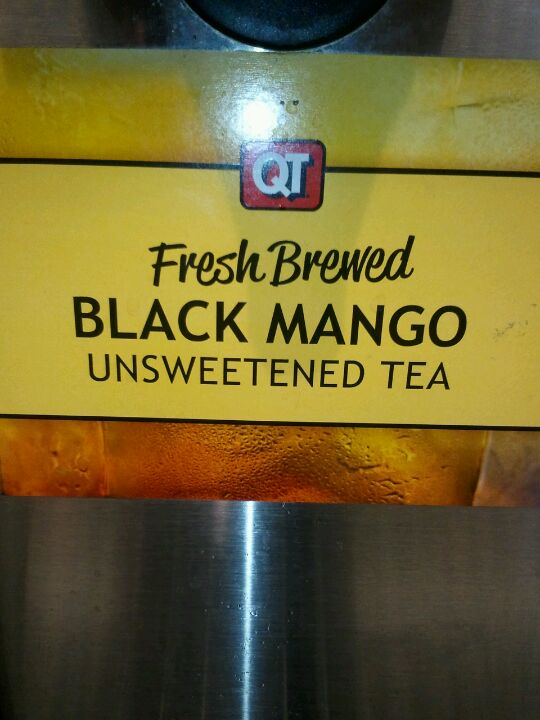 QT
Fresh Brewed
BLACK MANGO
UNSWEETENED TEA